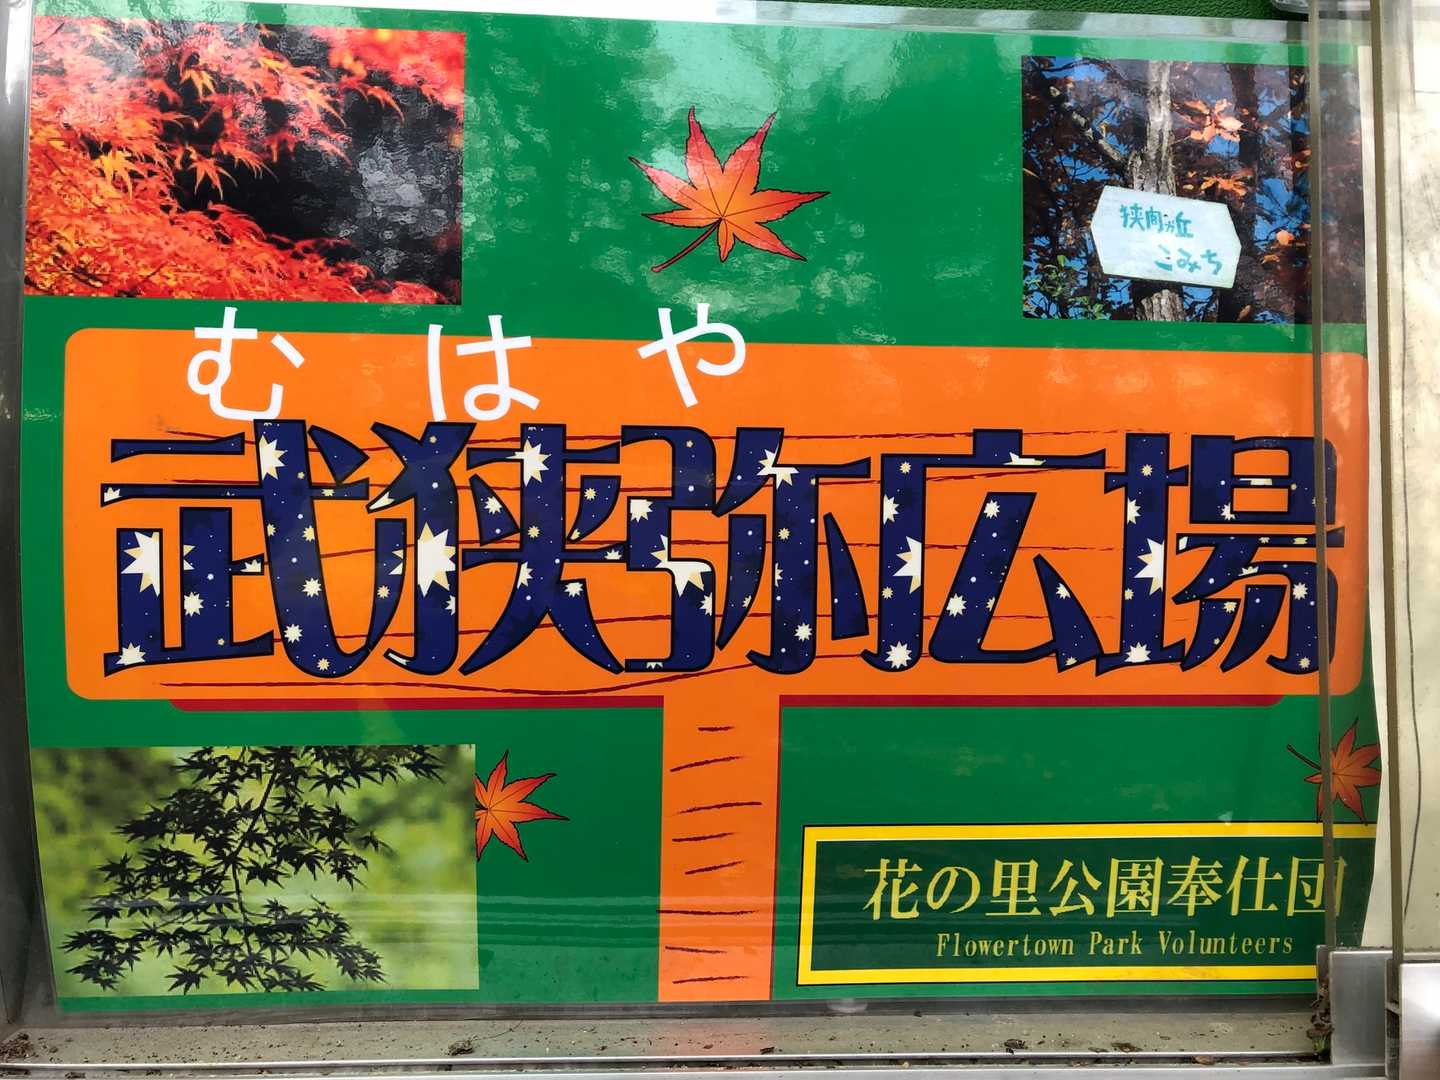 狭間ヶ丘
こみち
むはや
武狭弥広場
花の里公園奉仕団
Flowertown Park Volunteers